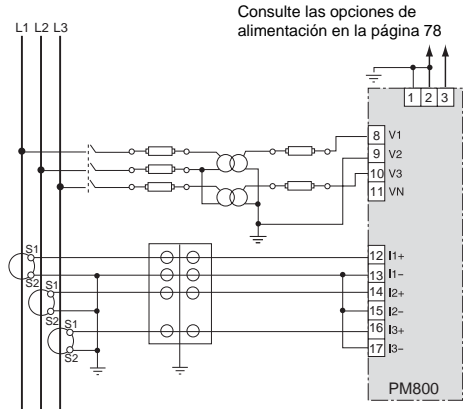 Consulte las opciones de
alimentación en la página 78
L1 L2 L3
1 2 3
8 V1
9 V2
10 V3
11 VN
S1
S2
S1
S2
S1
S2
12 I1+
13 I1–
14 I2+
15 I2–
16 I3+
17 I3–
PM800